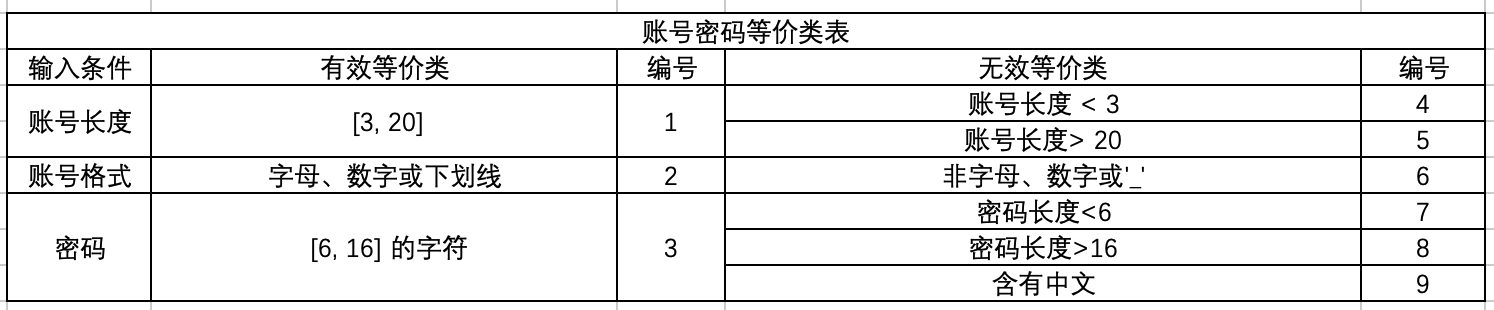 账号密码等价类表
输入条件 有效等价类 编号 无效等价类 编号
账号长度 [3, 20] 1 账号长度 < 3 4
账号长度> 20 5
账号格式 字母、数字或下划线 2 非字母、数字或'_' 6
密码 [6, 16] 的字符 3 密码长度<6 7
密码长度>16 8
含有中文 9